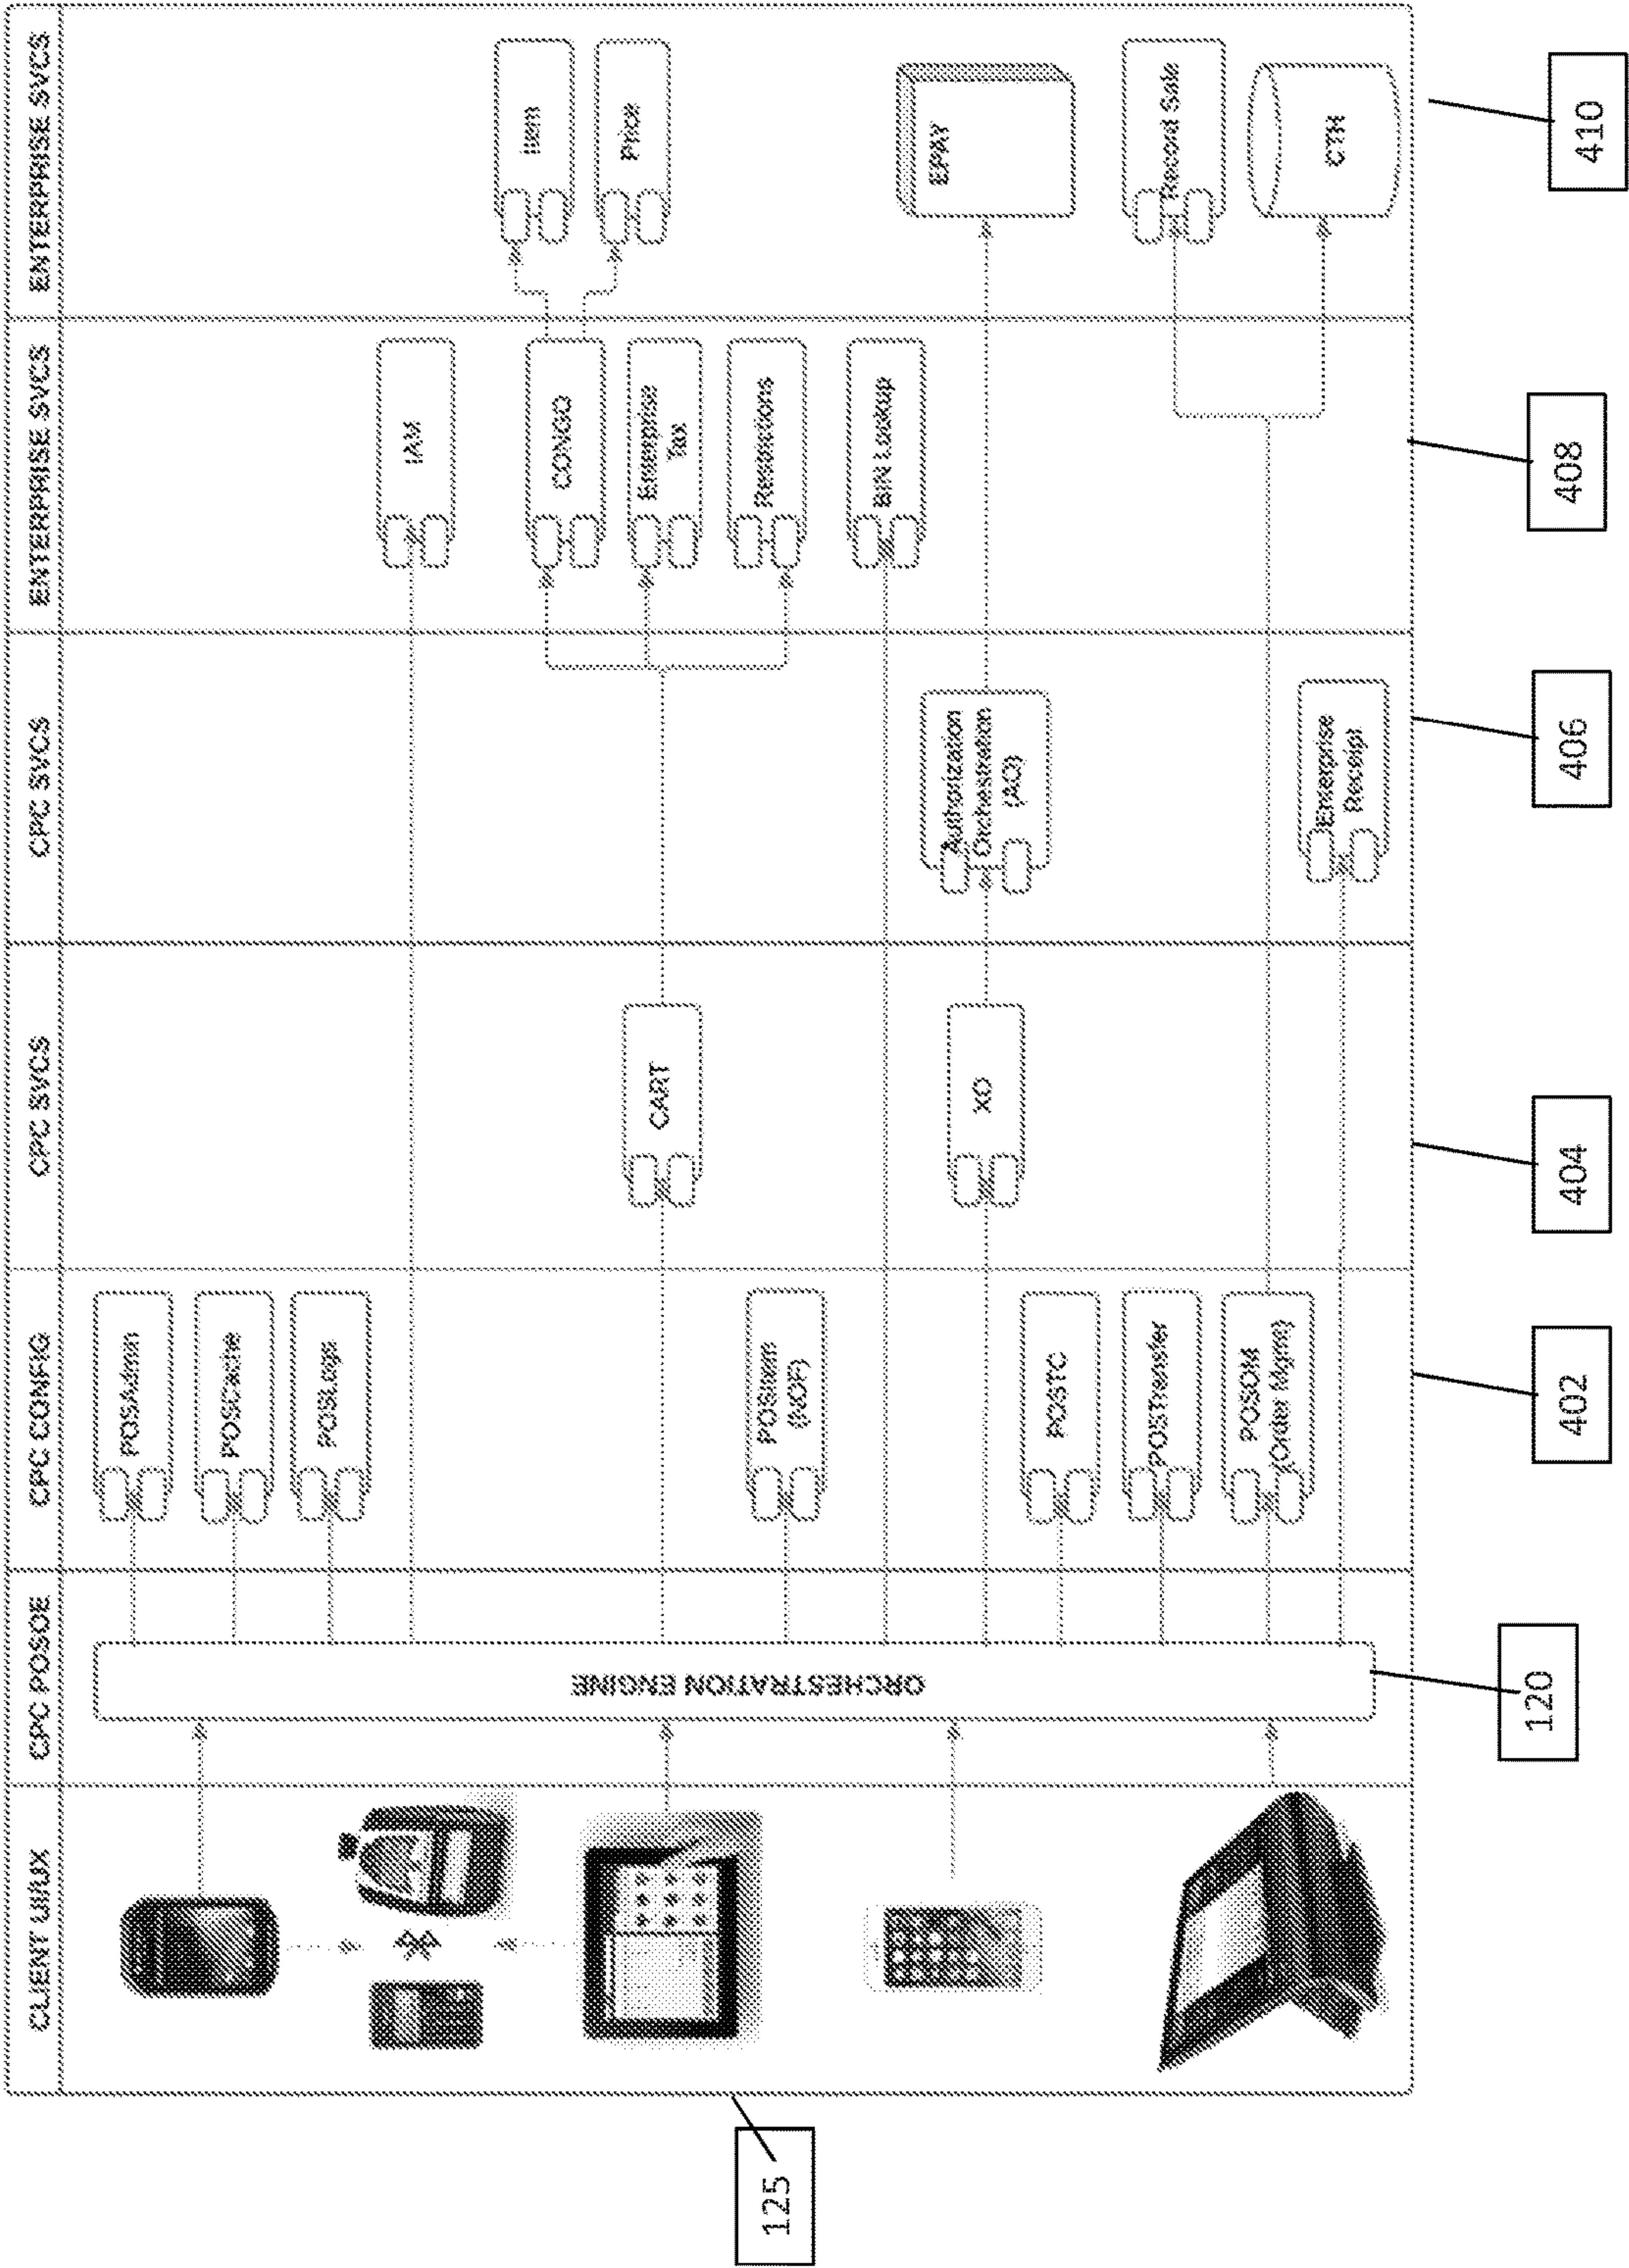 CLIENT UI/UX
CPC POSOE
CPC CONFIG
CPC SVCS
CPC SVCS
ENTERPRISE SVCS
ENTERPRISE SVCS
ORCHESTRATION ENGINE
POSAdmin
POSCache
POSLogs
POSItem
(NOF)
POSTC
POSTransfer
POSOM
(Order Mgmt)
CART
XO
Authorization
Orchestration
(AO)
Enterprise
Receipt
IAM
CONGO
Enterprise
Tax
Restrictions
BIN Lookup
Item
Price
EPAY
Record Sale
CTH
125
120
402
404
406
408
410